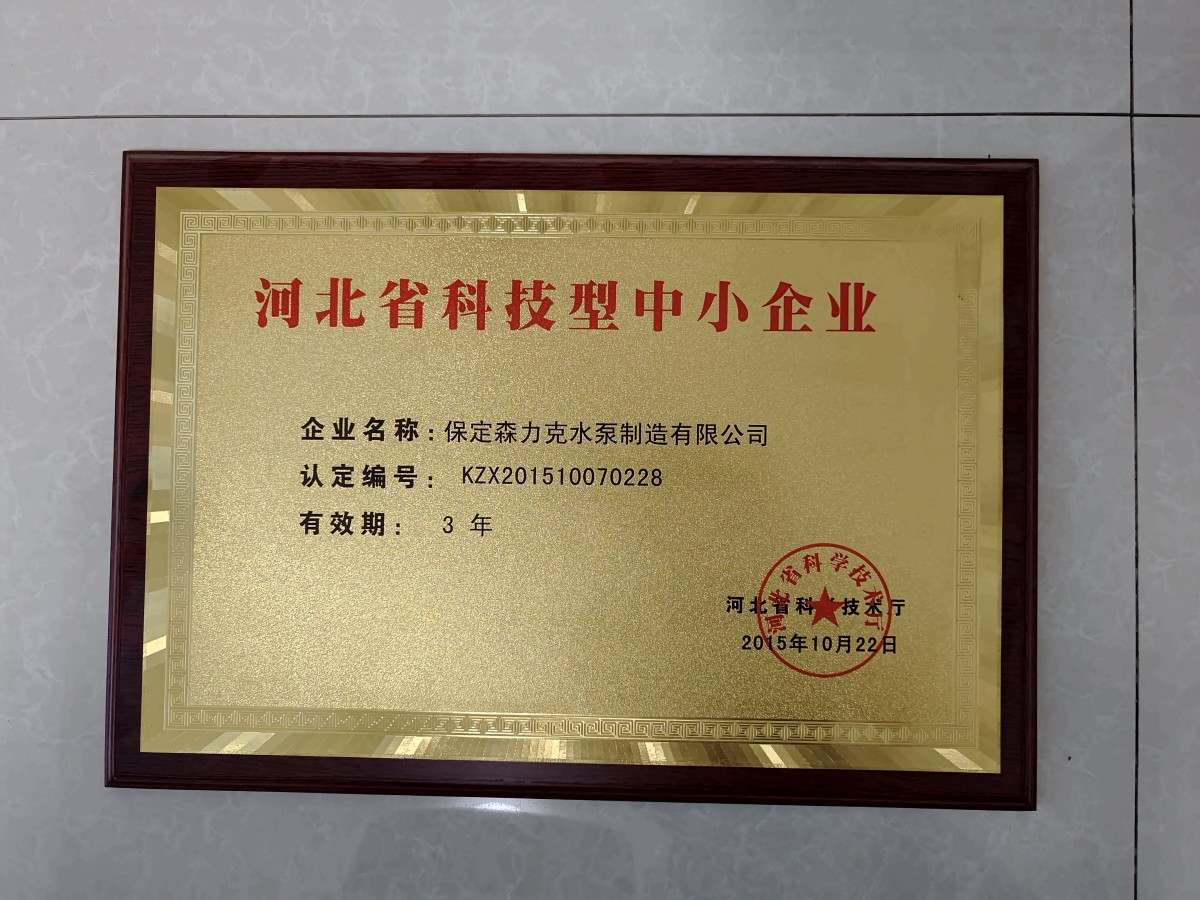 河北省科技型中小企业
企业名称：保定森力克水泵制造有限公司
认定编号： KZX201510070228
有效期： 3 年
河北省科学技术厅
河北省科学技术厅
2015年10月22日